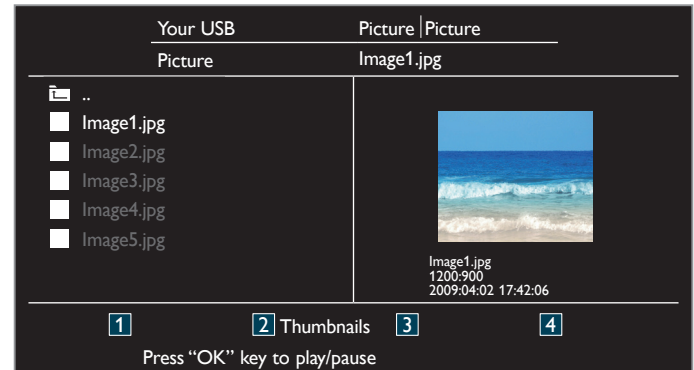 Your USB
Picture | Picture
Picture
Image1.jpg
..
Image1.jpg
Image2.jpg
Image3.jpg
Image4.jpg
Image5.jpg
Image1.jpg
1200:900
2009:04:02 17:42:06
1 2 Thumbnails 3 4
Press “OK” key to play/pause